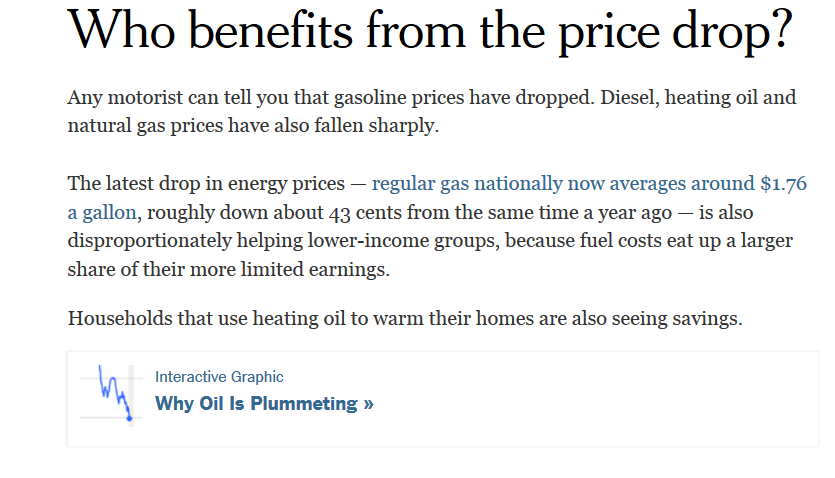 Who benefits from the price drop?
Any motorist can tell you that gasoline prices have dropped. Diesel, heating oil and
natural gas prices have also fallen sharply.
The latest drop in energy prices — regular gas nationally now averages around $1.76
a gallon, roughly down about 43 cents from the same time a year ago — is also
disproportionately helping lower-income groups, because fuel costs eat up a larger
share of their more limited earnings.
Households that use heating oil to warm their homes are also seeing savings.
Interactive Graphic
Why Oil Is Plummeting »